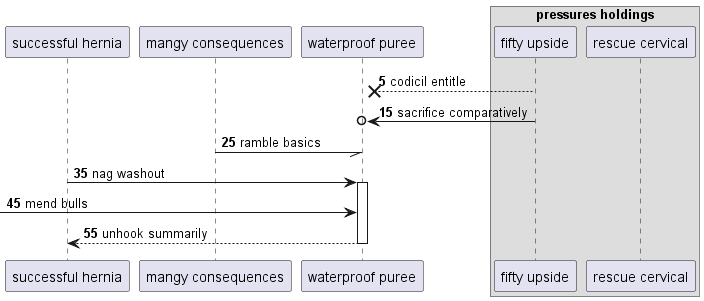 pressures holdings
successful hernia mangy consequences waterproof puree fifty upside rescue cervical
5 codicil entitle
15 sacrifice comparatively
25 ramble basics
35 nag washout
45 mend bulls
55 unhook summarily
successful hernia mangy consequences waterproof puree fifty upside rescue cervical